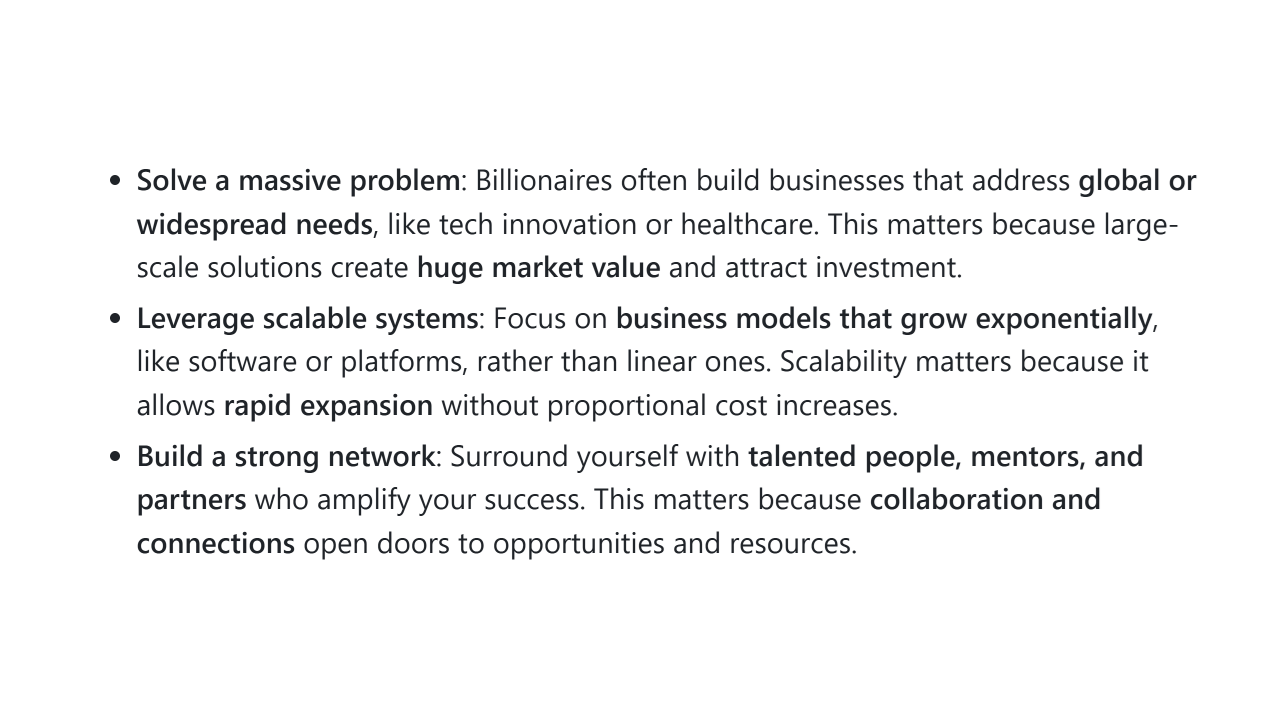 • Solve a massive problem: Billionaires often build businesses that address global or
widespread needs, like tech innovation or healthcare. This matters because large-
scale solutions create huge market value and attract investment.
• Leverage scalable systems: Focus on business models that grow exponentially,
like software or platforms, rather than linear ones. Scalability matters because it
allows rapid expansion without proportional cost increases.
• Build a strong network: Surround yourself with talented people, mentors, and
partners who amplify your success. This matters because collaboration and
connections open doors to opportunities and resources.